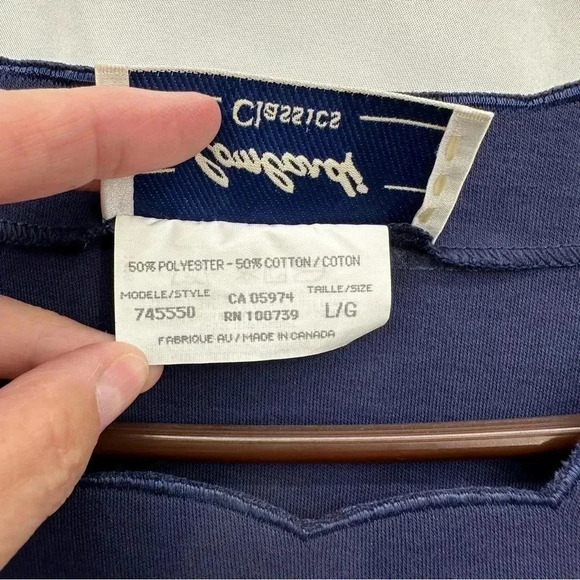 Classics
Lombardi
50% POLYESTER - 50% COTTON / COTON
MODELE/STYLE CA 05974 TAILLE/SIZE
745550 RN 100739 L/G
FABRIQUE AU / MADE IN CANADA